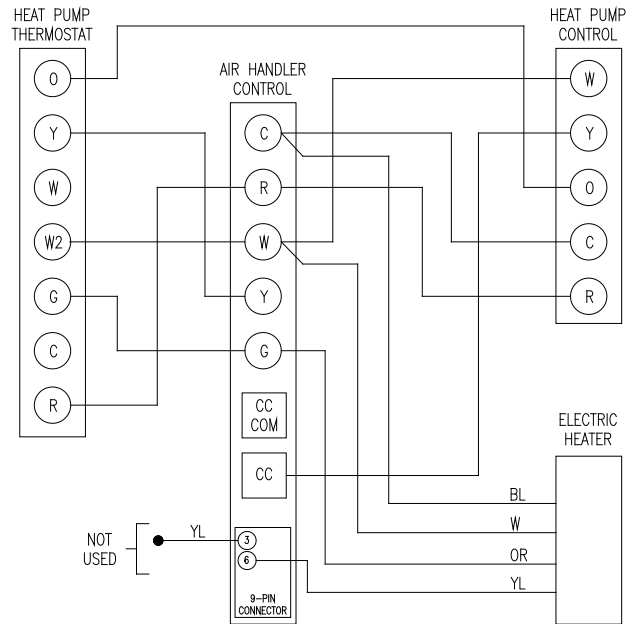 HEAT PUMP
THERMOSTAT
O
Y
W
W2
G
C
R
AIR HANDLER
CONTROL
C
R
W
Y
G
CC
COM
CC
3
6
9-PIN
CONNECTOR
NOT
USED
YL
HEAT PUMP
CONTROL
W
Y
O
C
R
ELECTRIC
HEATER
BL
W
OR
YL